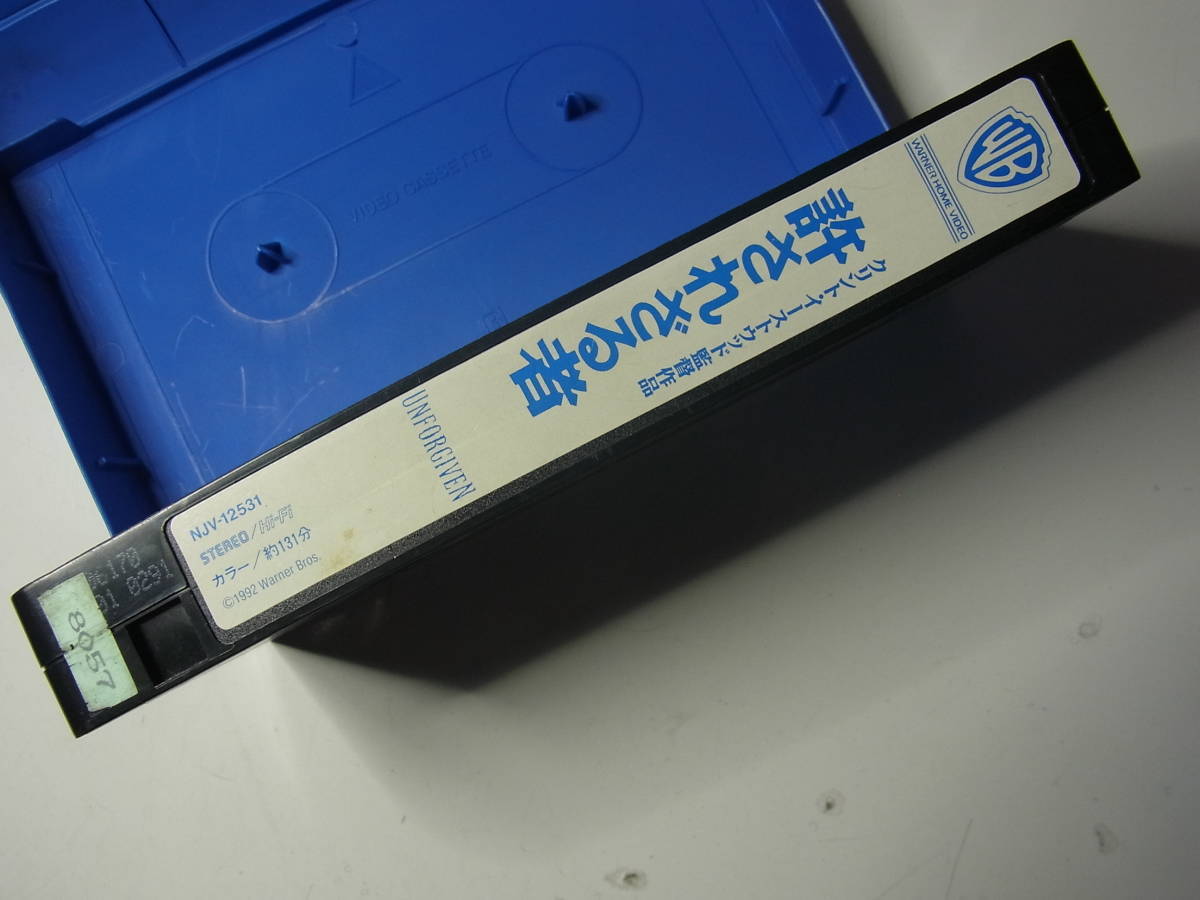 VIDEO CASSETTE
WB
WARNER HOME VIDEO
許されざる者
クリント・イーストウッド監督作品
UNFORGIVEN
NJV-12531
STEREO/Hi-Fi
カラー/約131分
©1992 Warner Bros.
0291
8057